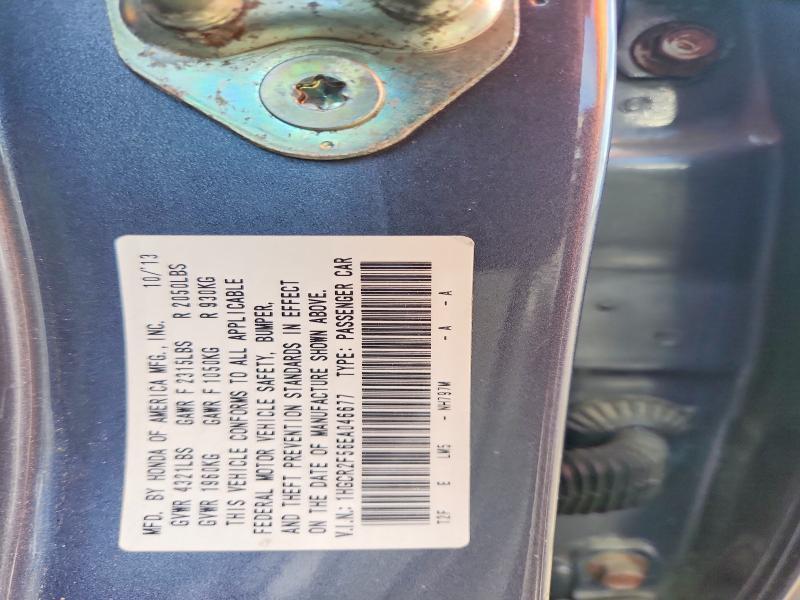 MFD. BY HONDA OF AMERICA MFG., INC. 10/'13
GVWR 4321LBS GAWR F 2315LBS R 2050LBS
GVWR 1960KG GAWR F 1050KG R 930KG
THIS VEHICLE CONFORMS TO ALL APPLICABLE
FEDERAL MOTOR VEHICLE SAFETY, BUMPER,
AND THEFT PREVENTION STANDARDS IN EFFECT
ON THE DATE OF MANUFACTURE SHOWN ABOVE.
V.I.N.: 1HGCR2F56EA046677 TYPE: PASSENGER CAR
T2F E LM5 - NH797M -A -A